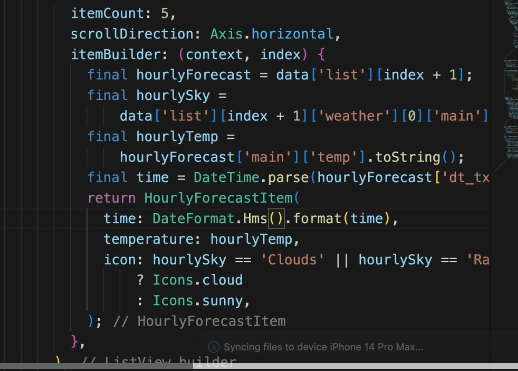 itemCount: 5,
scrollDirection: Axis.horizontal,
itemBuilder: (context, index) {
final hourlyForecast = data['list'][index + 1];
final hourlySky =
data['list'][index + 1]['weather'][0]['main']
final hourlyTemp =
hourlyForecast['main']['temp'].toString();
final time = DateTime.parse(hourlyForecast['dt_tx
return HourlyForecastItem(
time: DateFormat.Hms().format(time),
temperature: hourlyTemp,
icon: hourlySky == 'Clouds' || hourlySky == 'Ra
? Icons.cloud
: Icons.sunny,
); // HourlyForecastItem
},
Syncing files to device iPhone 14 Pro Max...
) // ListView.builder